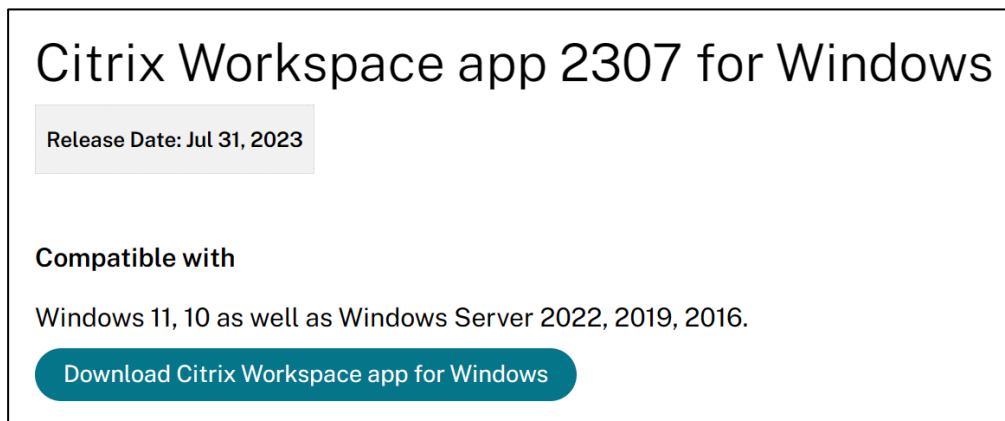 Citrix Workspace app 2307 for Windows
Release Date: Jul 31, 2023
Compatible with
Windows 11, 10 as well as Windows Server 2022, 2019, 2016.
Download Citrix Workspace app for Windows